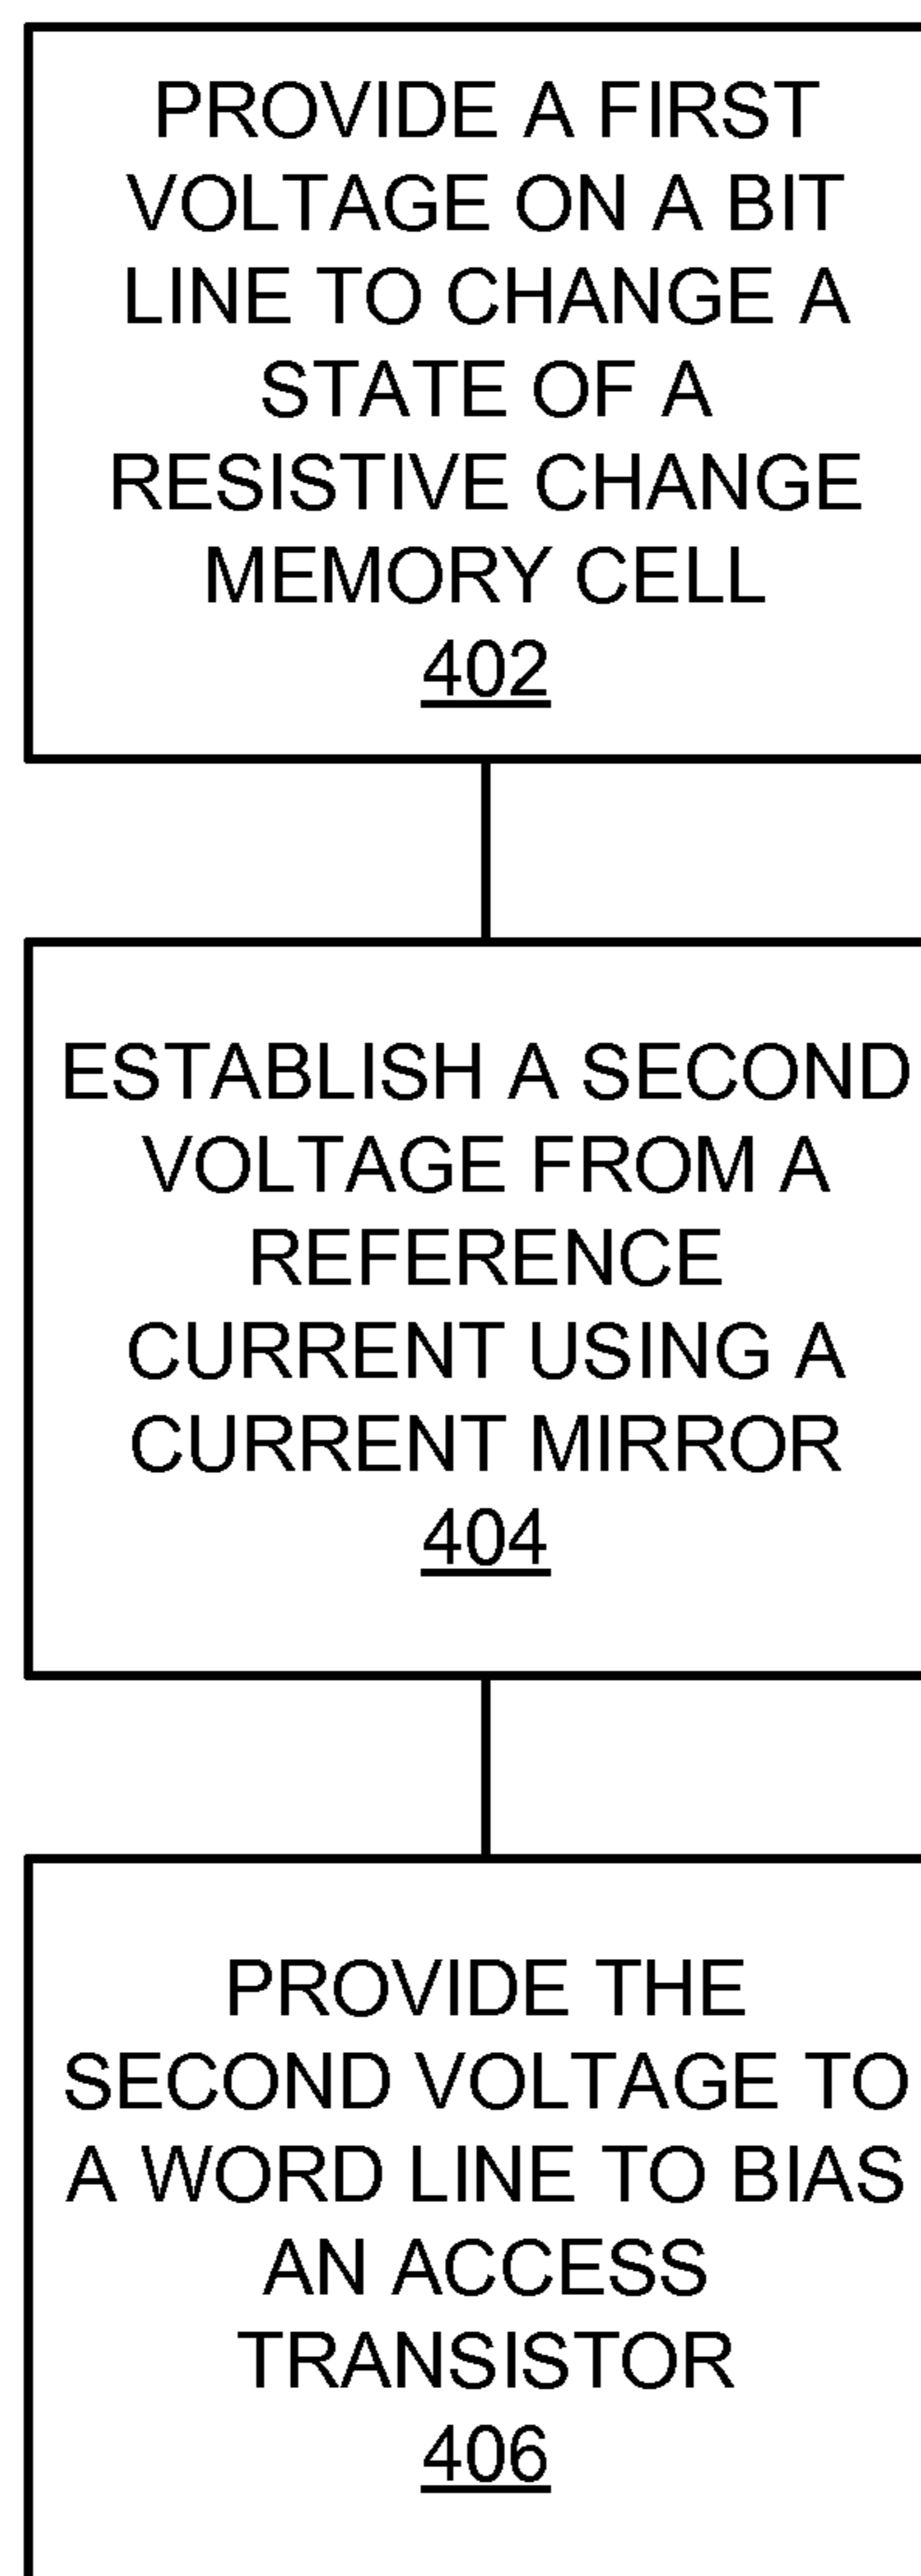 PROVIDE A FIRST
VOLTAGE ON A BIT
LINE TO CHANGE A
STATE OF A
RESISTIVE CHANGE
MEMORY CELL
402
ESTABLISH A SECOND
VOLTAGE FROM A
REFERENCE
CURRENT USING A
CURRENT MIRROR
404
PROVIDE THE
SECOND VOLTAGE TO
A WORD LINE TO BIAS
AN ACCESS
TRANSISTOR
406